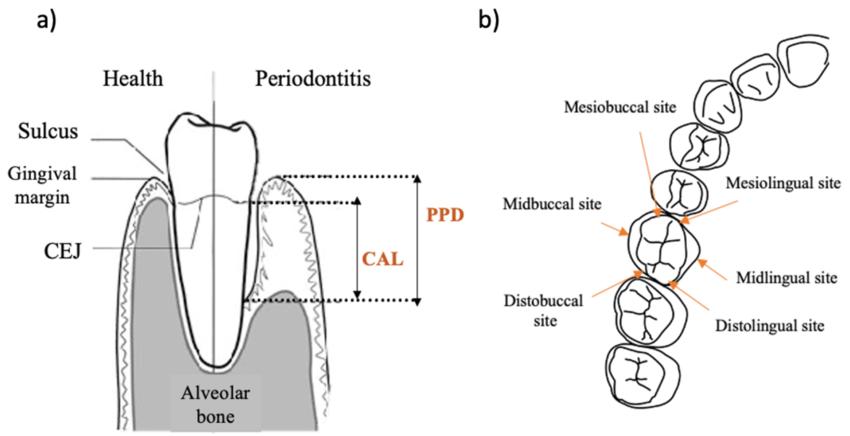 a)
Health
Periodontitis
Sulcus
Gingival
margin
CEJ
PPD
CAL
Alveolar
bone
b)
Mesiobuccal site
Mesiolingual site
Midbuccal site
Midlingual site
Distobuccal
site
Distolingual site